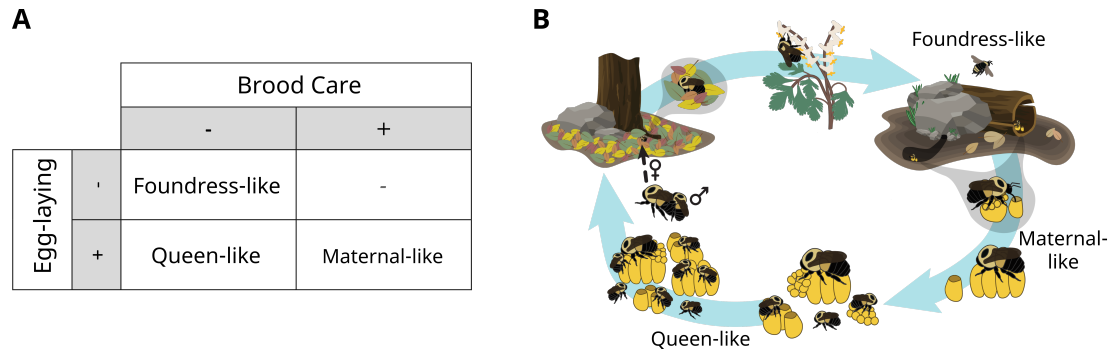 A
Brood Care
-
+
Egg-laying
-
Foundress-like
-
+
Queen-like
Maternal-like
B
Foundress-like
♀
♂
Maternal-
like
Queen-like